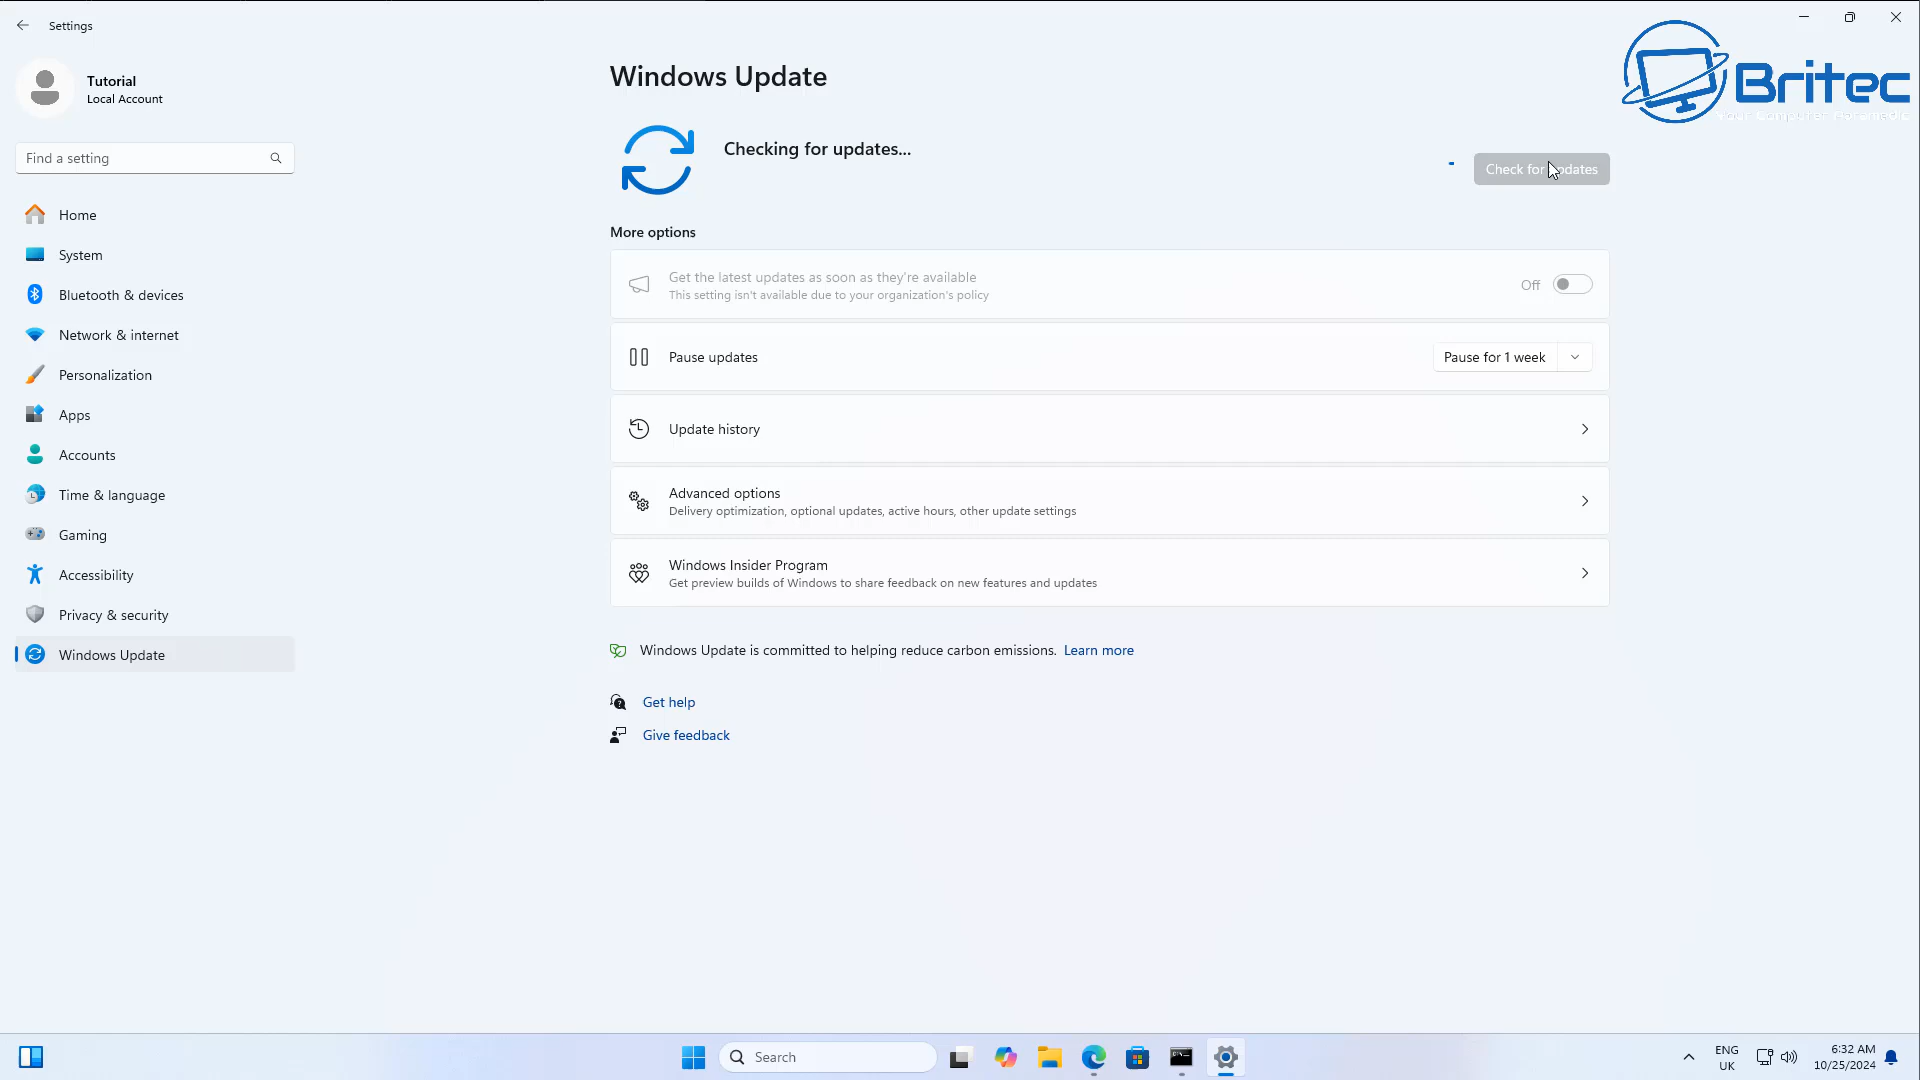 Settings
Tutorial
Local Account
Find a setting
Home
System
Bluetooth & devices
Network & internet
Personalization
Apps
Accounts
Time & language
Gaming
Accessibility
Privacy & security
Windows Update
Windows Update
Checking for updates...
Check for updates
More options
Get the latest updates as soon as they're available
This setting isn't available due to your organization's policy
Off
Pause updates
Pause for 1 week
Update history
Advanced options
Delivery optimization, optional updates, active hours, other update settings
Windows Insider Program
Get preview builds of Windows to share feedback on new features and updates
Windows Update is committed to helping reduce carbon emissions. Learn more
Get help
Give feedback
Britec
Your Computer Paramedic
Search
ENG
UK
6:32 AM
10/25/2024